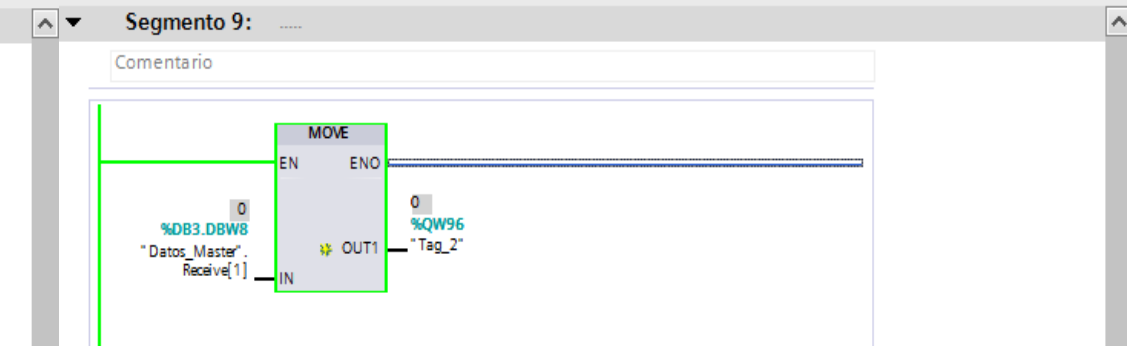 Segmento 9: .....
Comentario
MOVE
EN ENO
0
%DB3.DBW8
"Datos_Master".
Receive[1]
IN
0
%QW96
OUT1 "Tag_2"